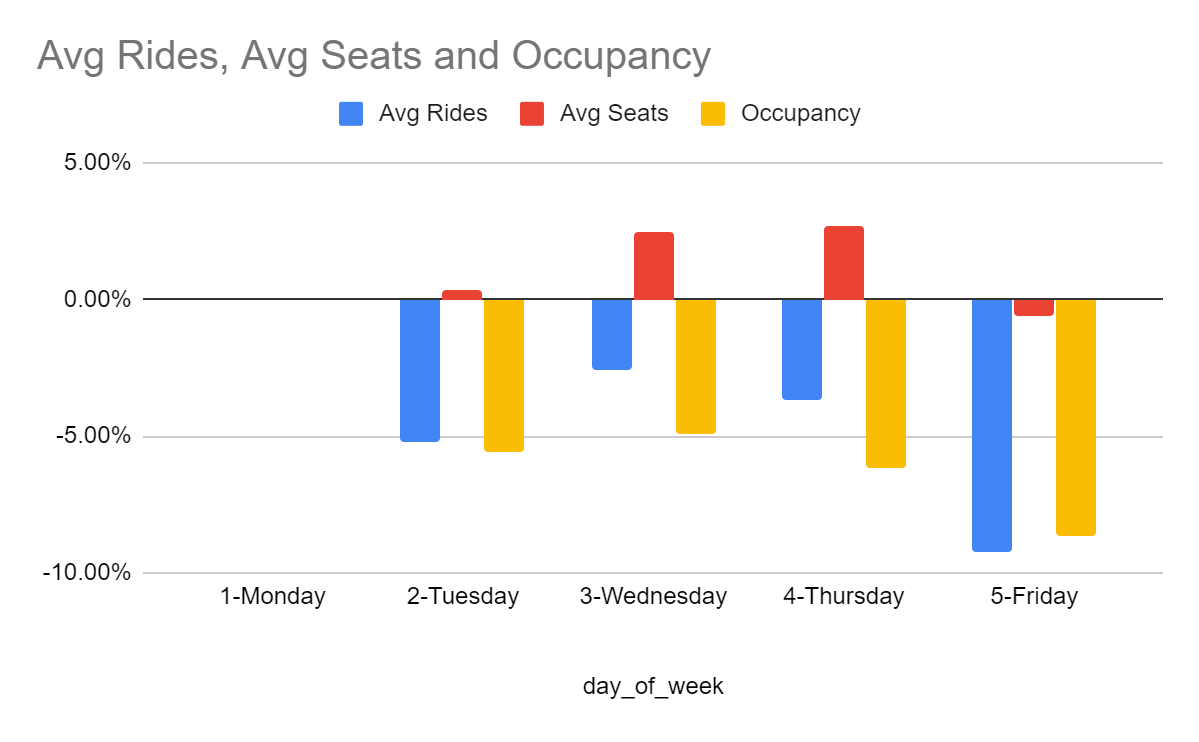 Avg Rides, Avg Seats and Occupancy
Avg Rides Avg Seats Occupancy
5.00%
0.00%
-5.00%
-10.00%
1-Monday 2-Tuesday 3-Wednesday 4-Thursday 5-Friday
day_of_week